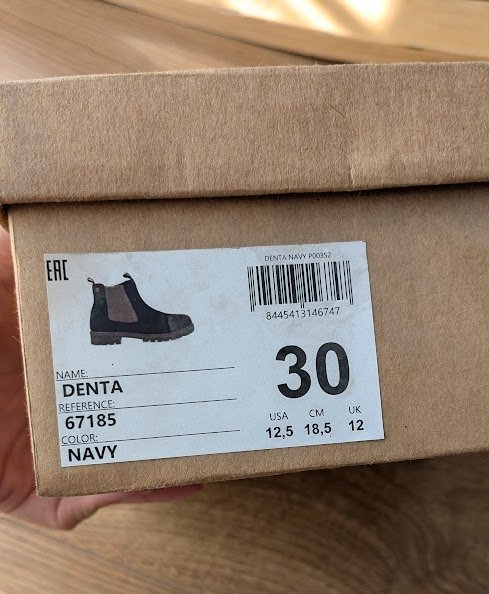 EAC
DENTA NAVY P00352
8445413146747
NAME:
DENTA
REFERENCE:
67185
COLOR:
NAVY
30
USA CM UK
12,5 18,5 12